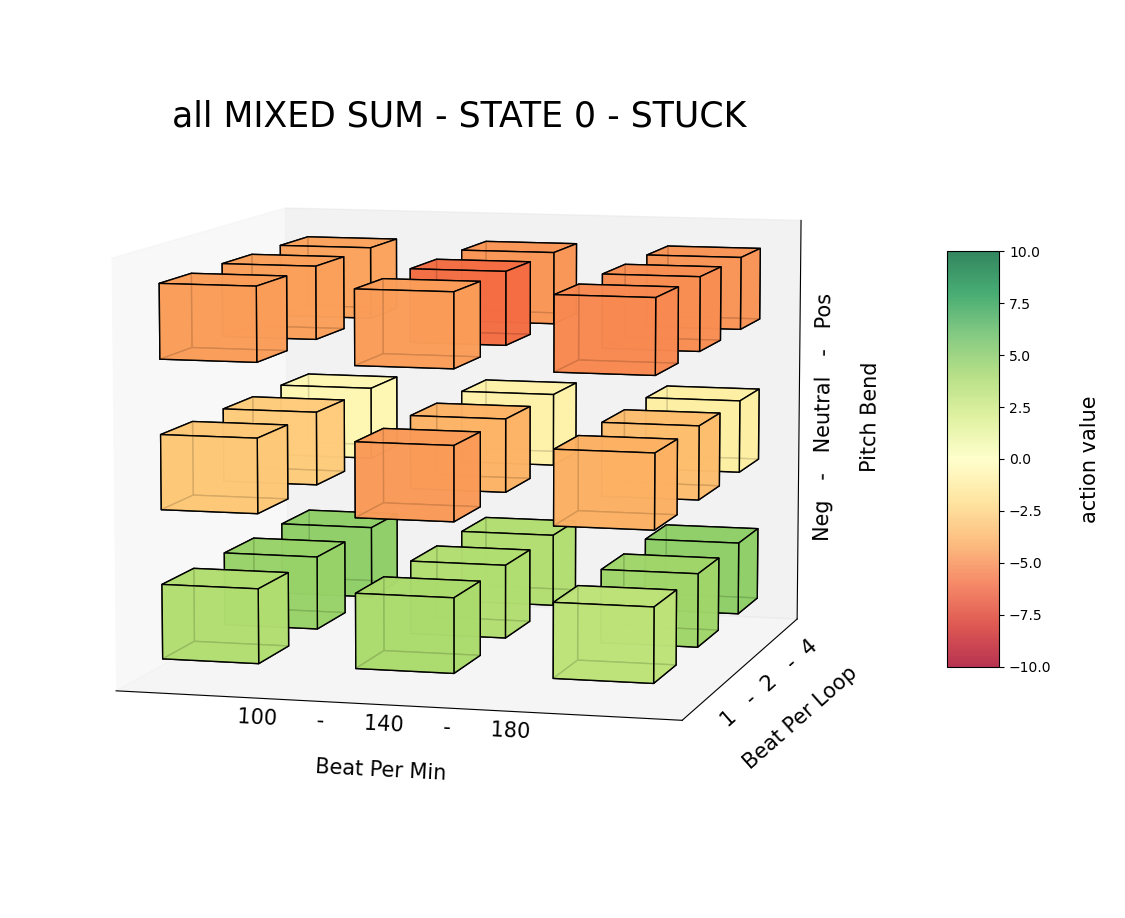 all MIXED SUM - STATE 0 - STUCK
Neg - Neutral - Pos
Pitch Bend
100 - 140 - 180
Beat Per Min
1 - 2 - 4
Beat Per Loop
10.0
7.5
5.0
2.5
0.0
−2.5
−5.0
−7.5
−10.0
action value